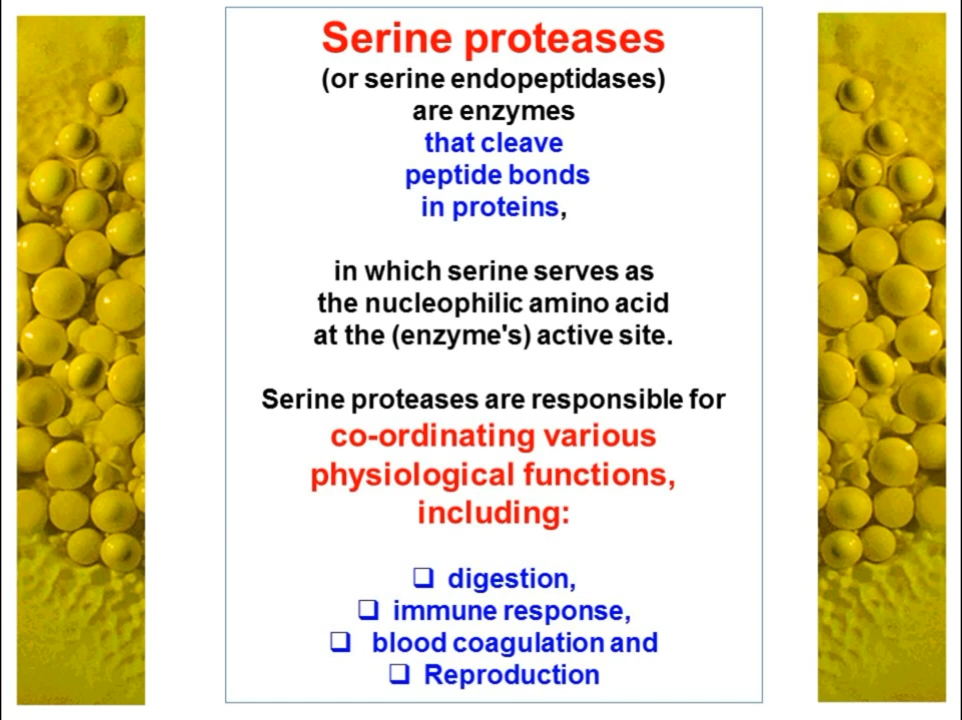 Serine proteases
(or serine endopeptidases)
are enzymes
that cleave
peptide bonds
in proteins,
in which serine serves as
the nucleophilic amino acid
at the (enzyme's) active site.
Serine proteases are responsible for
co-ordinating various
physiological functions,
including:
❑ digestion,
❑ immune response,
❑ blood coagulation and
❑ Reproduction